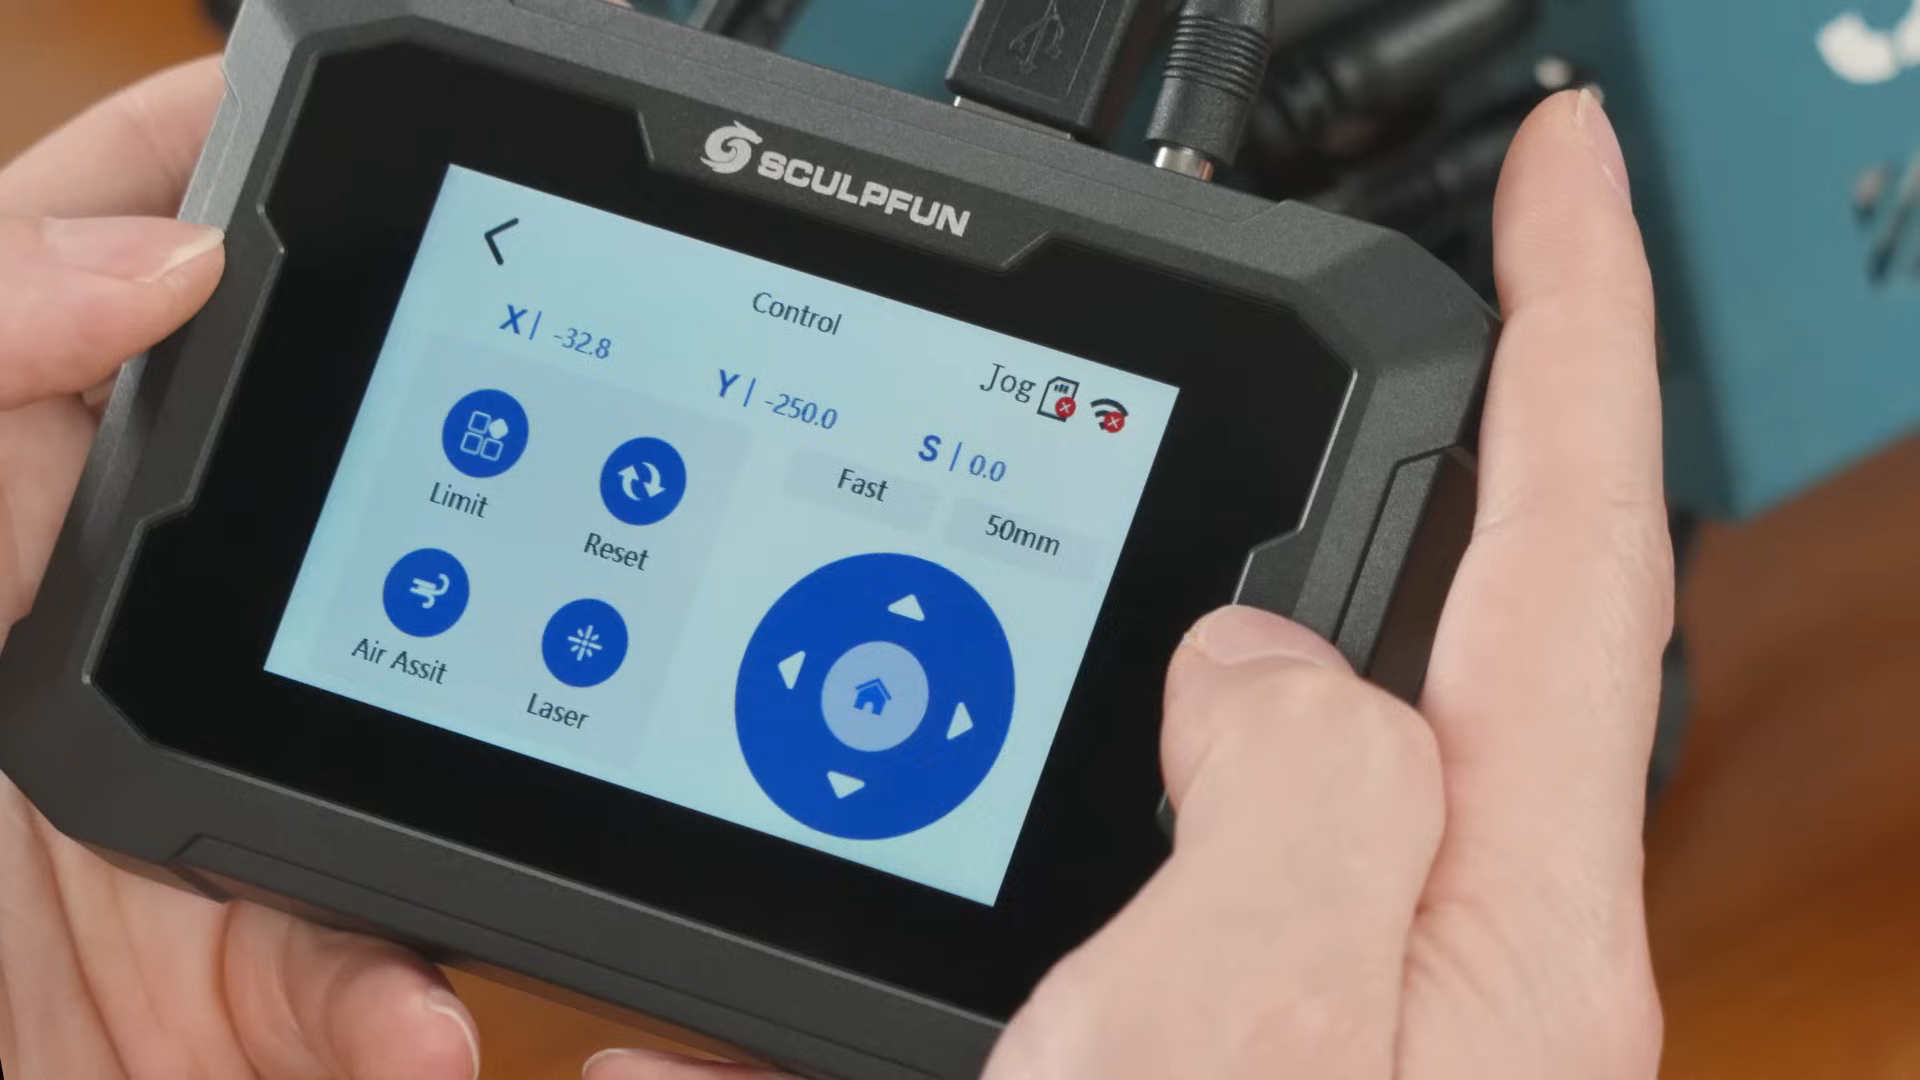 SCULPFUN
Control
Jog
X | -32.8
Y | -250.0
S | 0.0
Fast
50mm
Limit
Reset
Air Assit
Laser